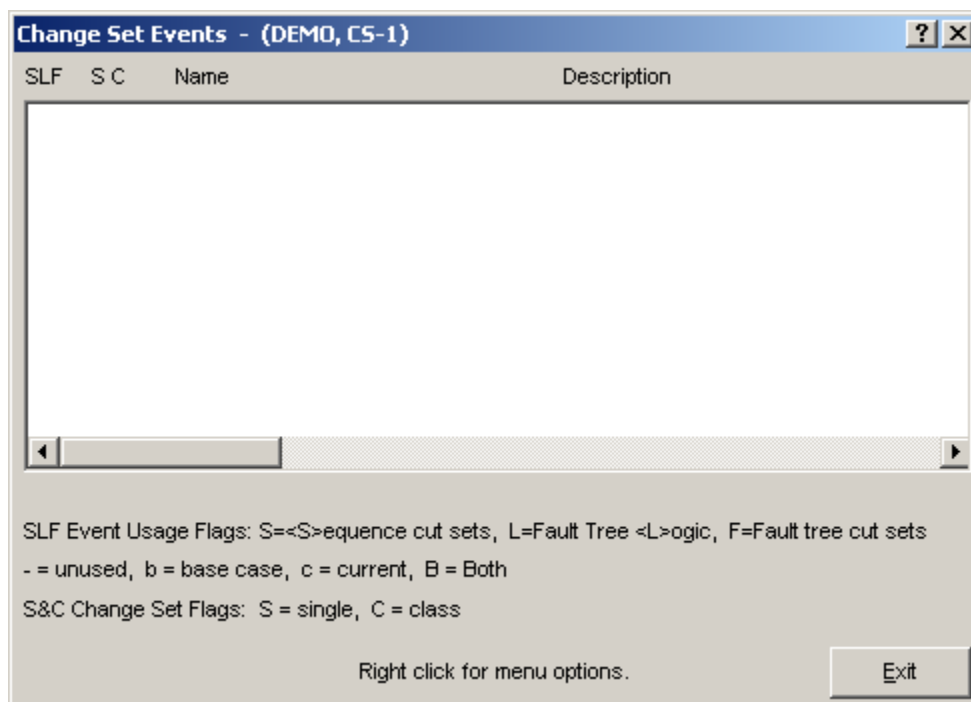 Change Set Events - (DEMO, CS-1)
SLF S C Name Description
SLF Event Usage Flags: S=<S>equence cut sets, L=Fault Tree <L>ogic, F=Fault tree cut sets
- = unused, b = base case, c = current, B = Both
S&C Change Set Flags: S = single, C = class
Right click for menu options.
Exit